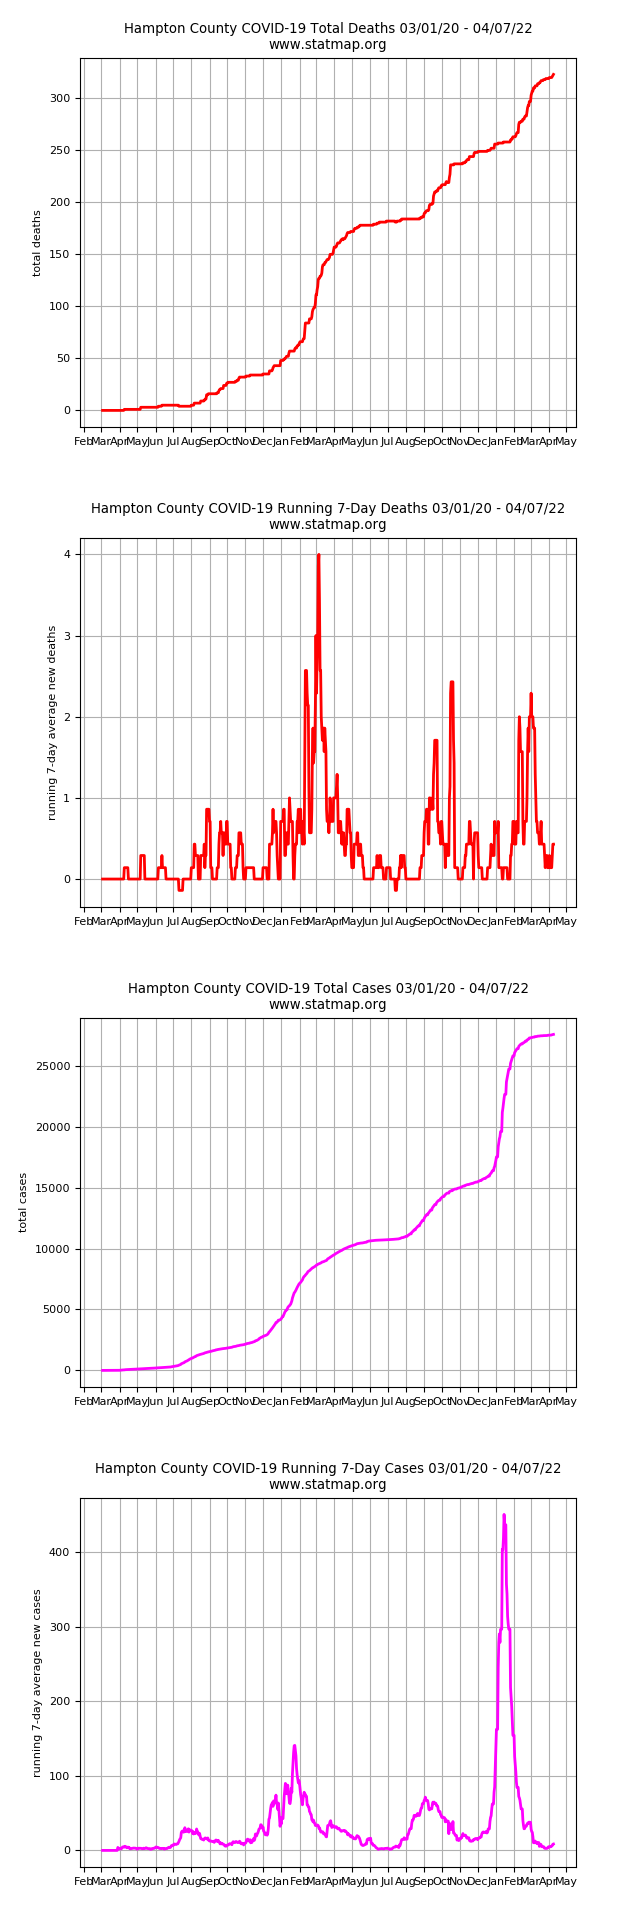 Hampton County COVID-19 Total Deaths 03/01/20 - 04/07/22
www.statmap.org
300
250
200
150
100
50
0
total deaths
Feb Mar Apr May Jun Jul Aug Sep Oct Nov Dec Jan Feb Mar Apr May Jun Jul Aug Sep Oct Nov Dec Jan Feb Mar Apr May
Hampton County COVID-19 Running 7-Day Deaths 03/01/20 - 04/07/22
www.statmap.org
4
3
2
1
0
running 7-day average new deaths
Feb Mar Apr May Jun Jul Aug Sep Oct Nov Dec Jan Feb Mar Apr May Jun Jul Aug Sep Oct Nov Dec Jan Feb Mar Apr May
Hampton County COVID-19 Total Cases 03/01/20 - 04/07/22
www.statmap.org
25000
20000
15000
10000
5000
0
total cases
Feb Mar Apr May Jun Jul Aug Sep Oct Nov Dec Jan Feb Mar Apr May Jun Jul Aug Sep Oct Nov Dec Jan Feb Mar Apr May
Hampton County COVID-19 Running 7-Day Cases 03/01/20 - 04/07/22
www.statmap.org
400
300
200
100
0
running 7-day average new cases
Feb Mar Apr May Jun Jul Aug Sep Oct Nov Dec Jan Feb Mar Apr May Jun Jul Aug Sep Oct Nov Dec Jan Feb Mar Apr May